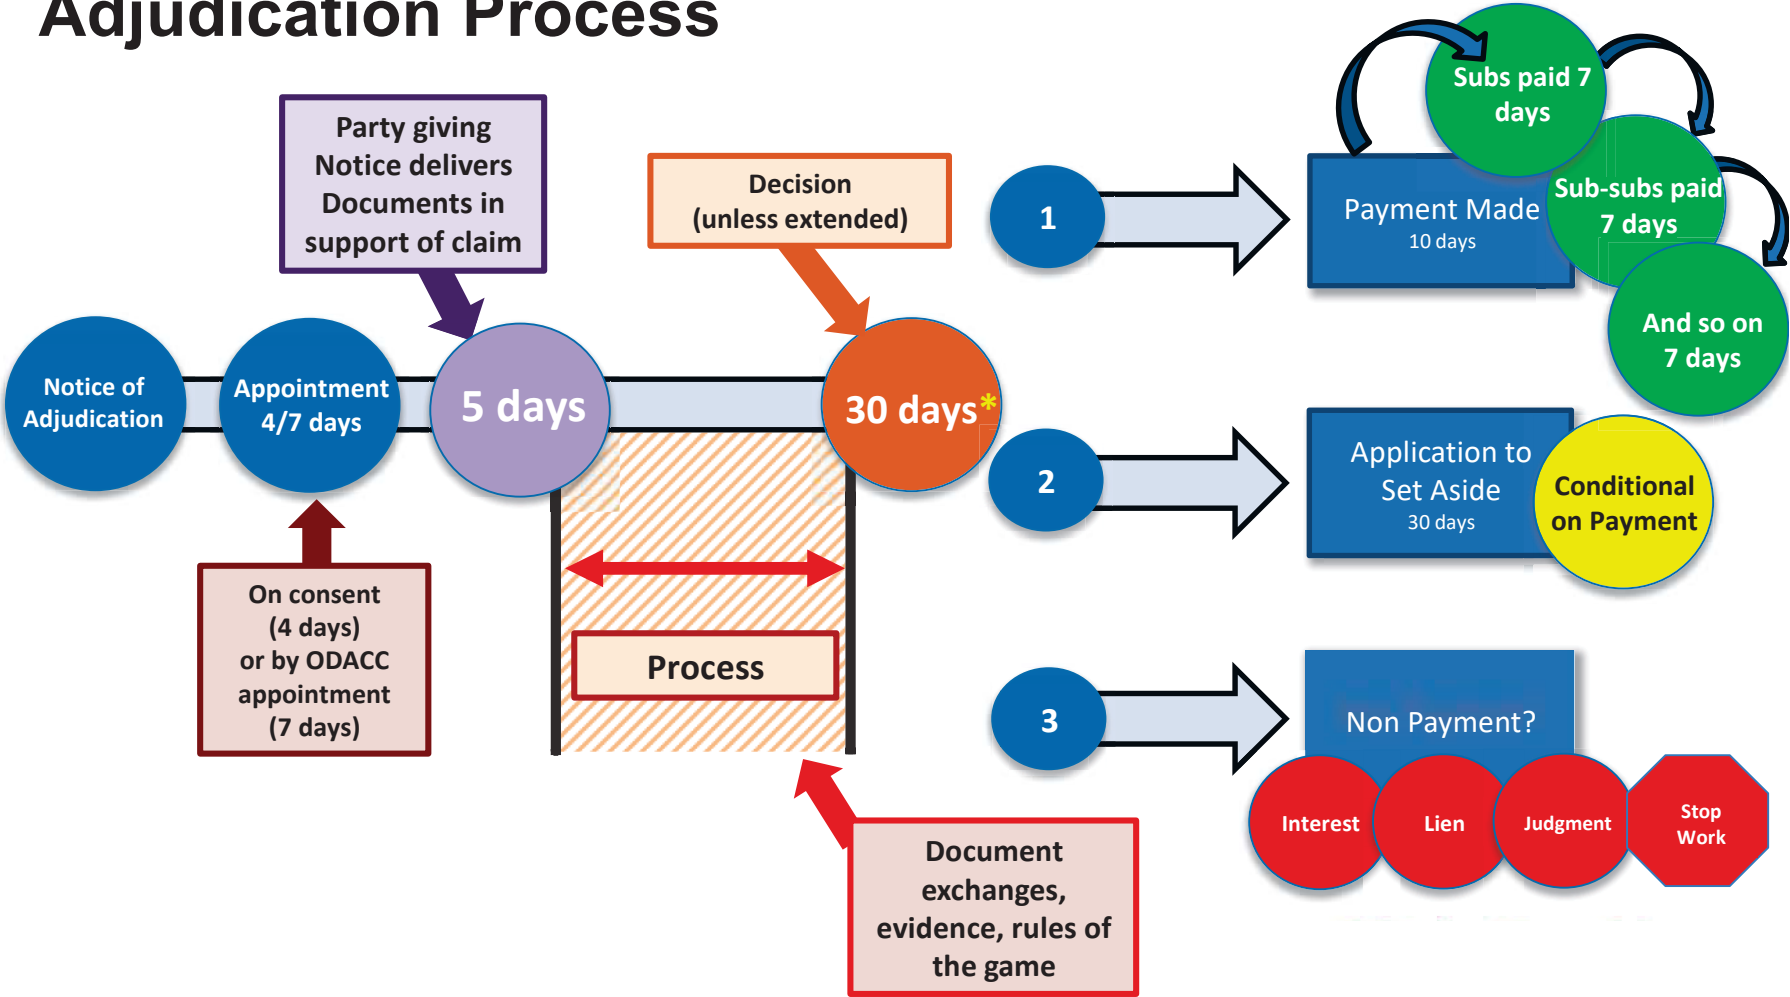 Adjudication Process
Party giving
Notice delivers
Documents in
support of claim
Decision
(unless extended)
Notice of
Adjudication
Appointment
4/7 days
5 days
30 days*
On consent
(4 days)
or by ODACC
appointment
(7 days)
Process
Document
exchanges,
evidence, rules of
the game
1
Payment Made
10 days
Subs paid 7
days
Sub-subs paid
7 days
And so on
7 days
2
Application to
Set Aside
30 days
Conditional
on Payment
3
Non Payment?
Interest
Lien
Judgment
Stop
Work